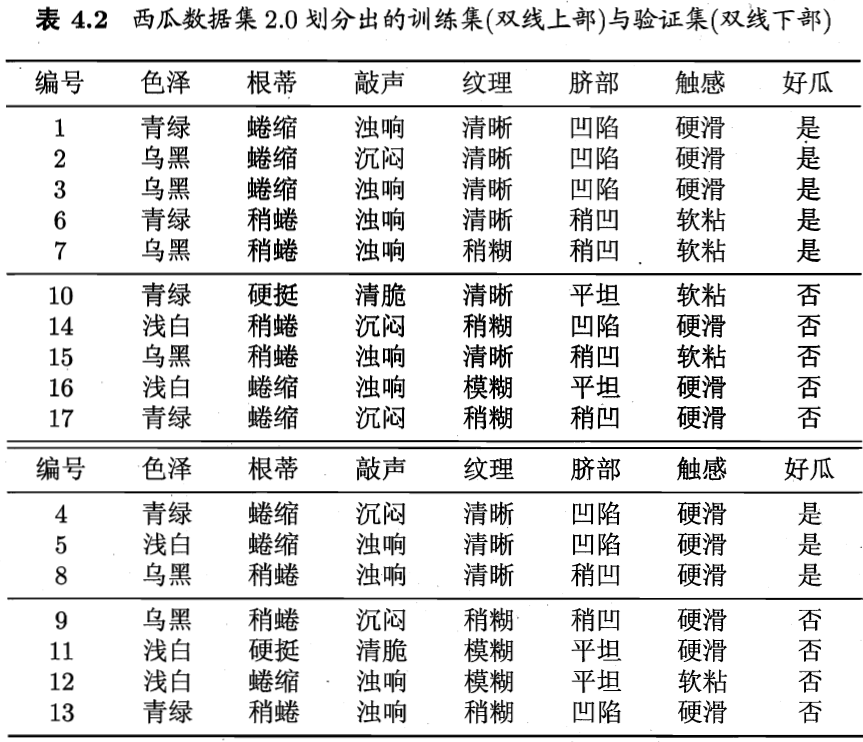 表 4.2 西瓜数据集 2.0 划分出的训练集(双线上部)与验证集(双线下部)
编号 色泽 根蒂 敲声 纹理 脐部 触感 好瓜
1 青绿 蜷缩 浊响 清晰 凹陷 硬滑 是
2 乌黑 蜷缩 沉闷 清晰 凹陷 硬滑 是
3 乌黑 蜷缩 浊响 清晰 凹陷 硬滑 是
6 青绿 稍蜷 浊响 清晰 稍凹 软粘 是
7 乌黑 稍蜷 浊响 稍糊 稍凹 软粘 是
10 青绿 硬挺 清脆 清晰 平坦 软粘 否
14 浅白 稍蜷 沉闷 稍糊 凹陷 硬滑 否
15 乌黑 稍蜷 浊响 清晰 稍凹 软粘 否
16 浅白 蜷缩 浊响 模糊 平坦 硬滑 否
17 青绿 蜷缩 沉闷 稍糊 稍凹 硬滑 否
编号 色泽 根蒂 敲声 纹理 脐部 触感 好瓜
4 青绿 蜷缩 沉闷 清晰 凹陷 硬滑 是
5 浅白 蜷缩 浊响 清晰 凹陷 硬滑 是
8 乌黑 稍蜷 浊响 清晰 稍凹 硬滑 是
9 乌黑 稍蜷 沉闷 稍糊 稍凹 硬滑 否
11 浅白 硬挺 清脆 模糊 平坦 硬滑 否
12 浅白 蜷缩 浊响 模糊 平坦 软粘 否
13 青绿 稍蜷 浊响 稍糊 凹陷 硬滑 否